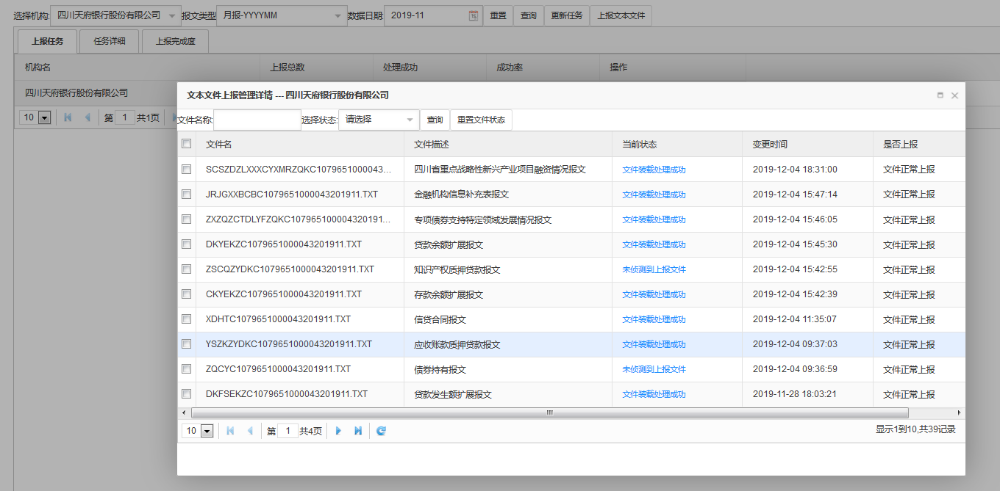 选择机构: 四川天府银行股份有限公司 报文类型 月报-YYYYMM 数据日期: 2019-11 重置 查询 更新任务 上报文本文件
上报任务 任务详细 上报完成度
机构名 上报总数 处理成功 成功率 操作
四川天府银行股份有限公司
10 第 1 共1页
文本文件上报管理详情 --- 四川天府银行股份有限公司
文件名称: 选择状态: 请选择 查询 重置文件状态
文件名 文件描述 当前状态 变更时间 是否上报
SCSZDZLXXXCYXMRZQKC1079651000043... 四川省重点战略性新兴产业项目融资情况报文 文件装载处理成功 2019-12-04 18:31:00 文件正常上报
JRJGXXBCBC1079651000043201911.TXT 金融机构信息补充表报文 文件装载处理成功 2019-12-04 15:47:14 文件正常上报
ZXZQZCTDLYFZQKC107965100004320191... 专项债券支持特定领域发展情况报文 文件装载处理成功 2019-12-04 15:46:05 文件正常上报
DKYEKZC1079651000043201911.TXT 贷款余额扩展报文 文件装载处理成功 2019-12-04 15:45:30 文件正常上报
ZSCQZYDKC1079651000043201911.TXT 知识产权质押贷款报文 未侦测到上报文件 2019-12-04 15:42:55 文件正常上报
CKYEKZC1079651000043201911.TXT 存款余额扩展报文 文件装载处理成功 2019-12-04 15:42:39 文件正常上报
XDHTC1079651000043201911.TXT 信贷合同报文 文件装载处理成功 2019-12-04 11:35:07 文件正常上报
YSZKZYDKC1079651000043201911.TXT 应收账款质押贷款报文 文件装载处理成功 2019-12-04 09:37:03 文件正常上报
ZQCYC1079651000043201911.TXT 债券持有报文 未侦测到上报文件 2019-12-04 09:36:59 文件正常上报
DKFSEKZC1079651000043201911.TXT 贷款发生额扩展报文 文件装载处理成功 2019-11-28 18:03:21 文件正常上报
10 第 1 共4页 显示1到10,共39记录